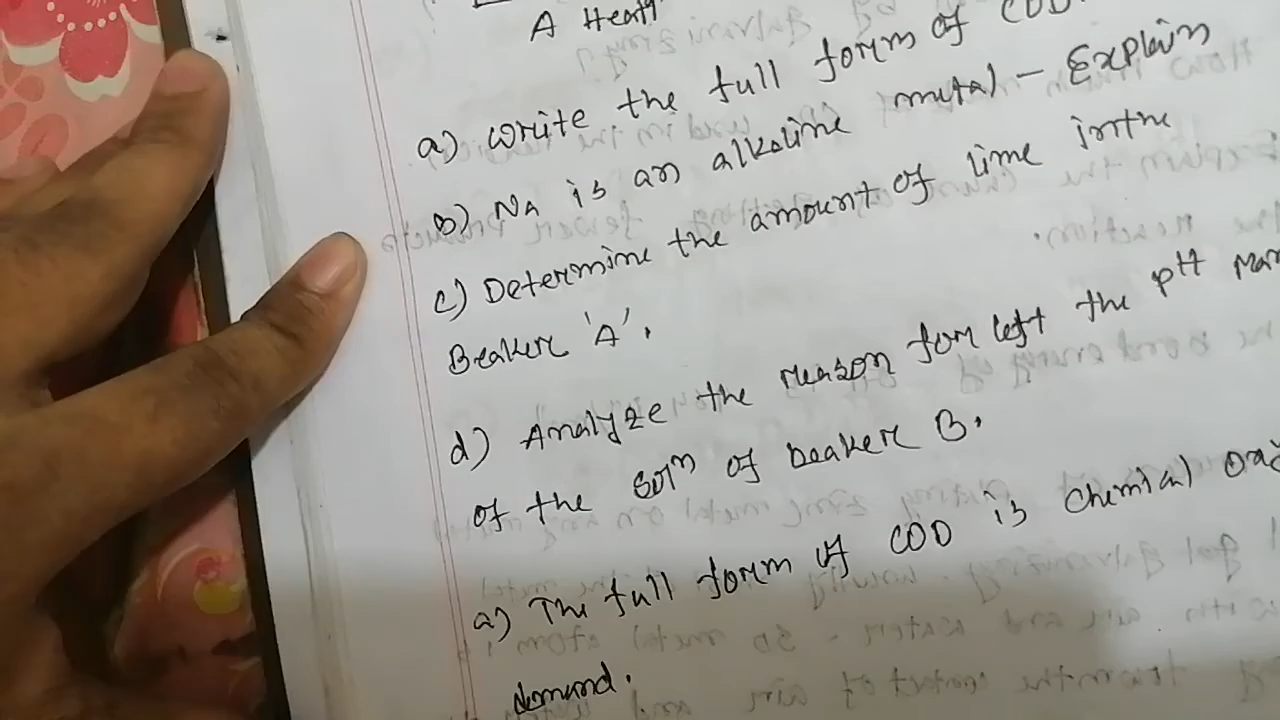 A Heat
a) Write the full form of COD.
b) NA is an alkaline metal - Explain
c) Determine the amount of lime in the
Beaker 'A'.
d) Analyze the reason for left the pH
of the solⁿ of beaker B.
a) The full form of COD is Chemical
demand.